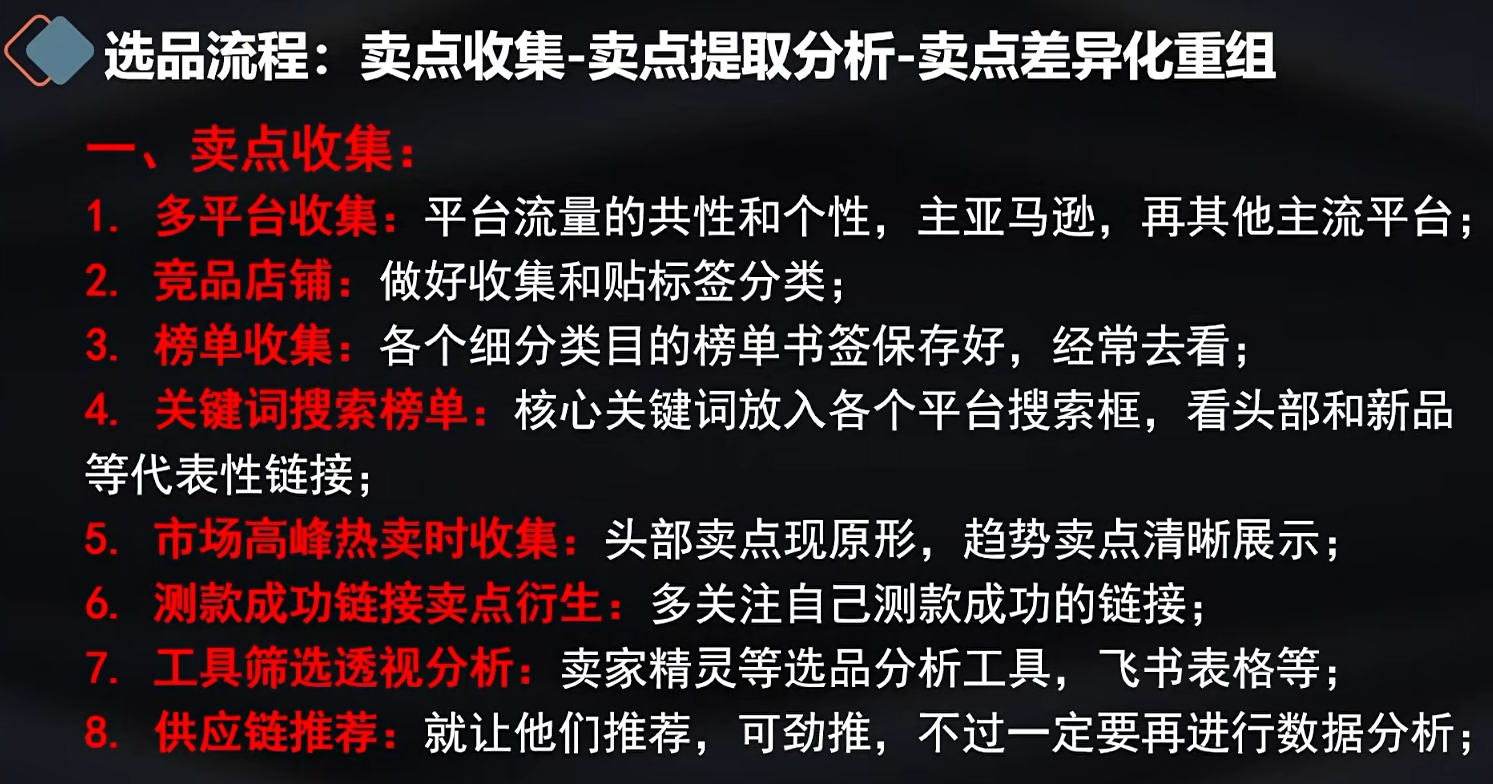 选品流程：卖点收集-卖点提取分析-卖点差异化重组
一、卖点收集：
1. 多平台收集：平台流量的共性和个性，主亚马逊，再其他主流平台；
2. 竞品店铺：做好收集和贴标签分类；
3. 榜单收集：各个细分类目的榜单书签保存好，经常去看；
4. 关键词搜索榜单：核心关键词放入各个平台搜索框，看头部和新品
等代表性链接；
5. 市场高峰热卖时收集：头部卖点现原形，趋势卖点清晰展示；
6. 测款成功链接卖点衍生：多关注自己测款成功的链接；
7. 工具筛选透视分析：卖家精灵等选品分析工具，飞书表格等；
8. 供应链推荐：就让他们推荐，可劲推，不过一定要再进行数据分析；